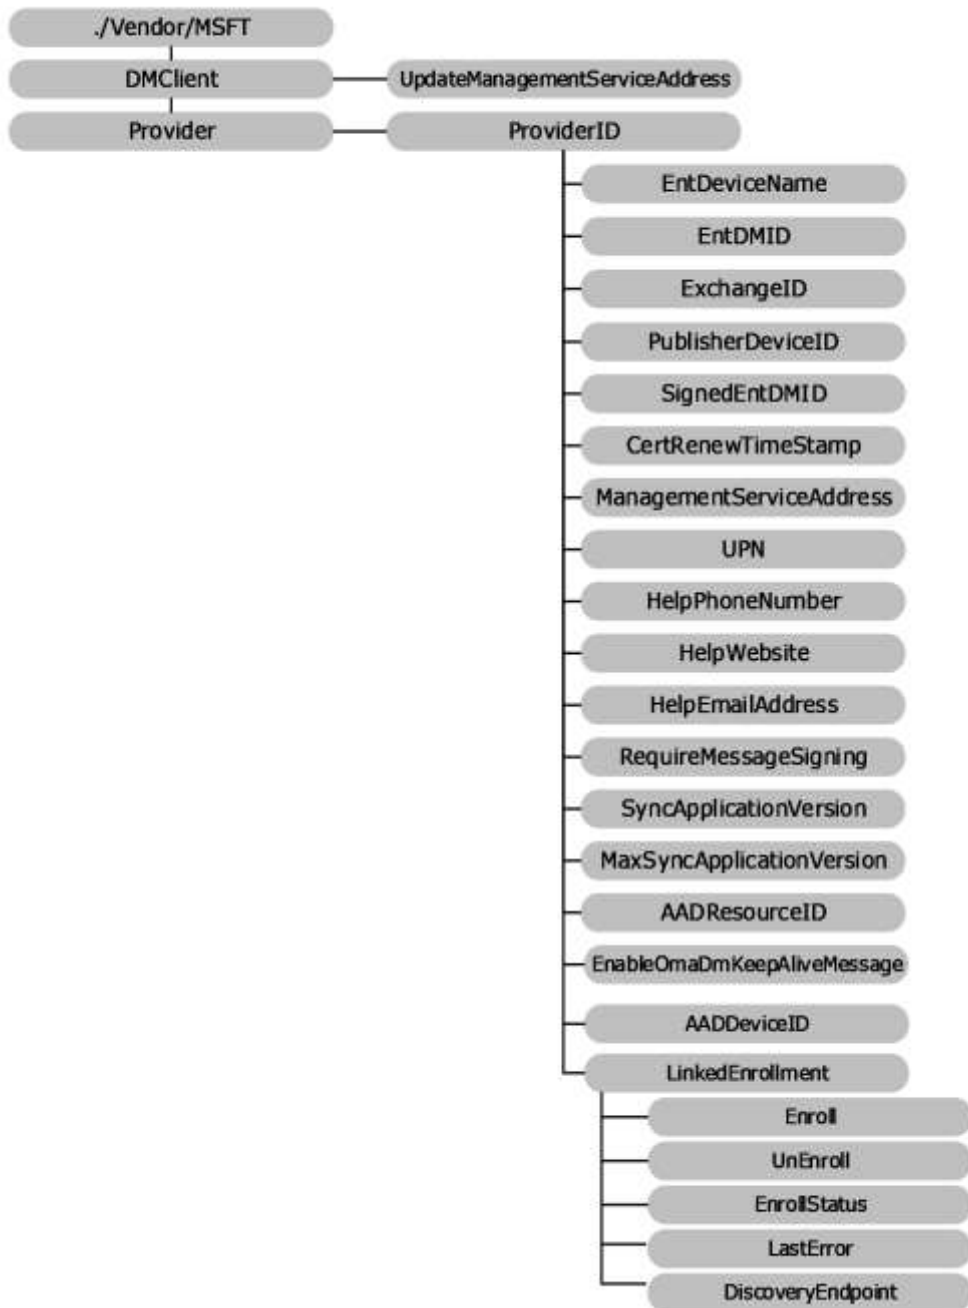 ./Vendor/MSFT
DMClient
UpdateManagementServiceAddress
Provider
ProviderID
EntDeviceName
EntDMID
ExchangeID
PublisherDeviceID
SignedEntDMID
CertRenewTimeStamp
ManagementServiceAddress
UPN
HelpPhoneNumber
HelpWebsite
HelpEmailAddress
RequireMessageSigning
SyncApplicationVersion
MaxSyncApplicationVersion
AADResourceID
EnableOmaDmKeepAliveMessage
AADDeviceID
LinkedEnrollment
Enroll
UnEnroll
EnrollStatus
LastError
DiscoveryEndpoint